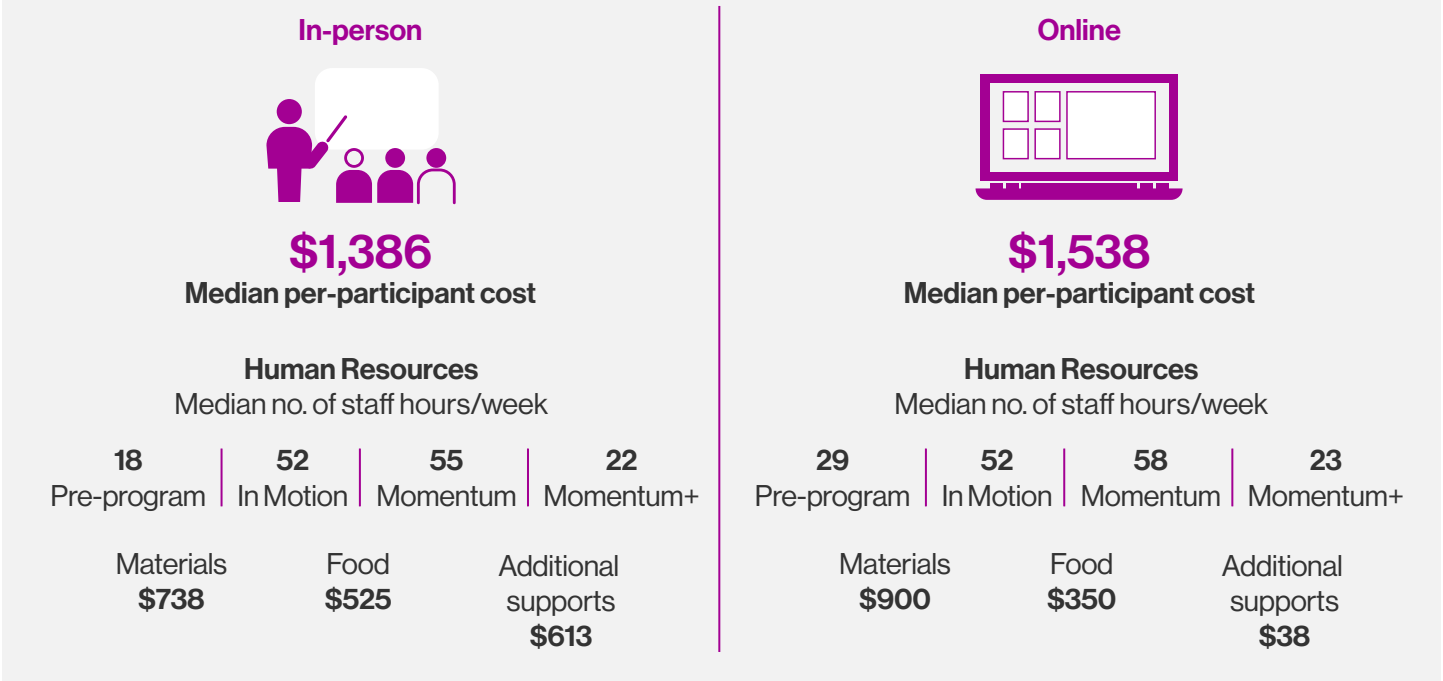 In-person
$1,386
Median per-participant cost
Human Resources
Median no. of staff hours/week
18
Pre-program
52
In Motion
55
Momentum
22
Momentum+
Materials
$738
Food
$525
Additional
supports
$613
Online
$1,538
Median per-participant cost
Human Resources
Median no. of staff hours/week
29
Pre-program
52
In Motion
58
Momentum
23
Momentum+
Materials
$900
Food
$350
Additional
supports
$38